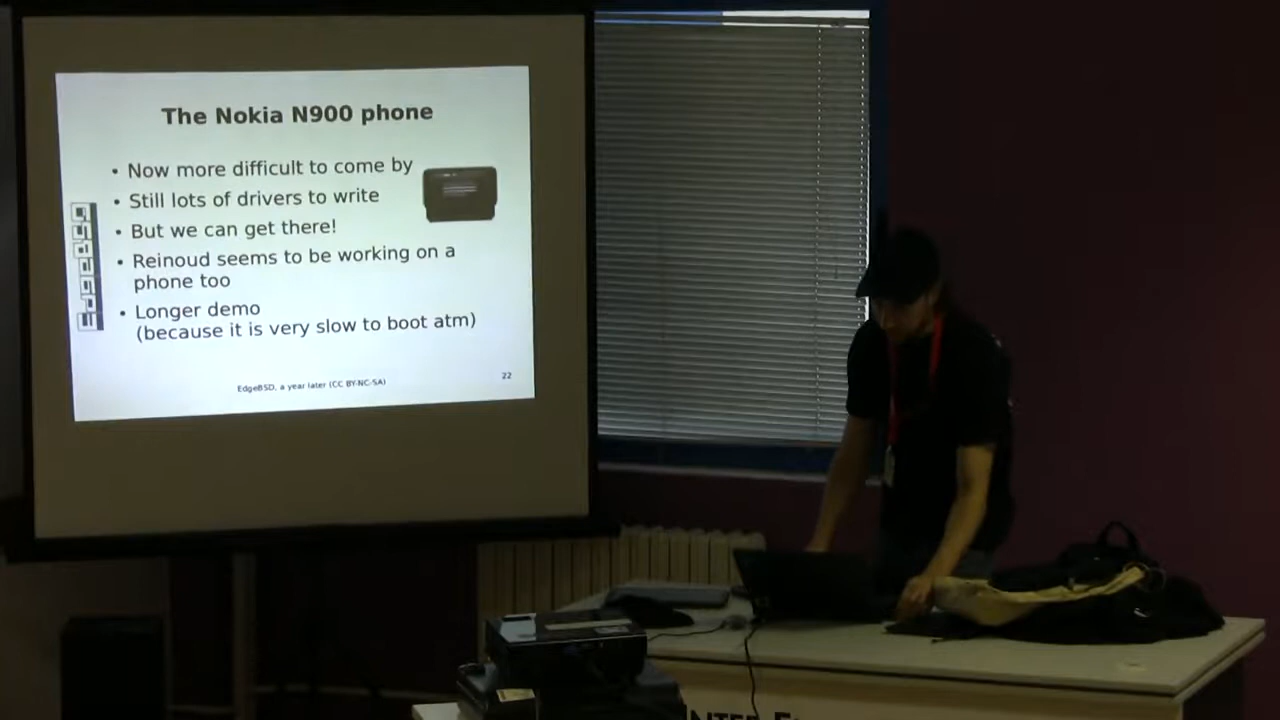 The Nokia N900 phone
• Now more difficult to come by
• Still lots of drivers to write
• But we can get there!
• Reinoud seems to be working on a
phone too
• Longer demo
(because it is very slow to boot atm)
EdgeBSD, a year later (CC BY-NC-SA)
22